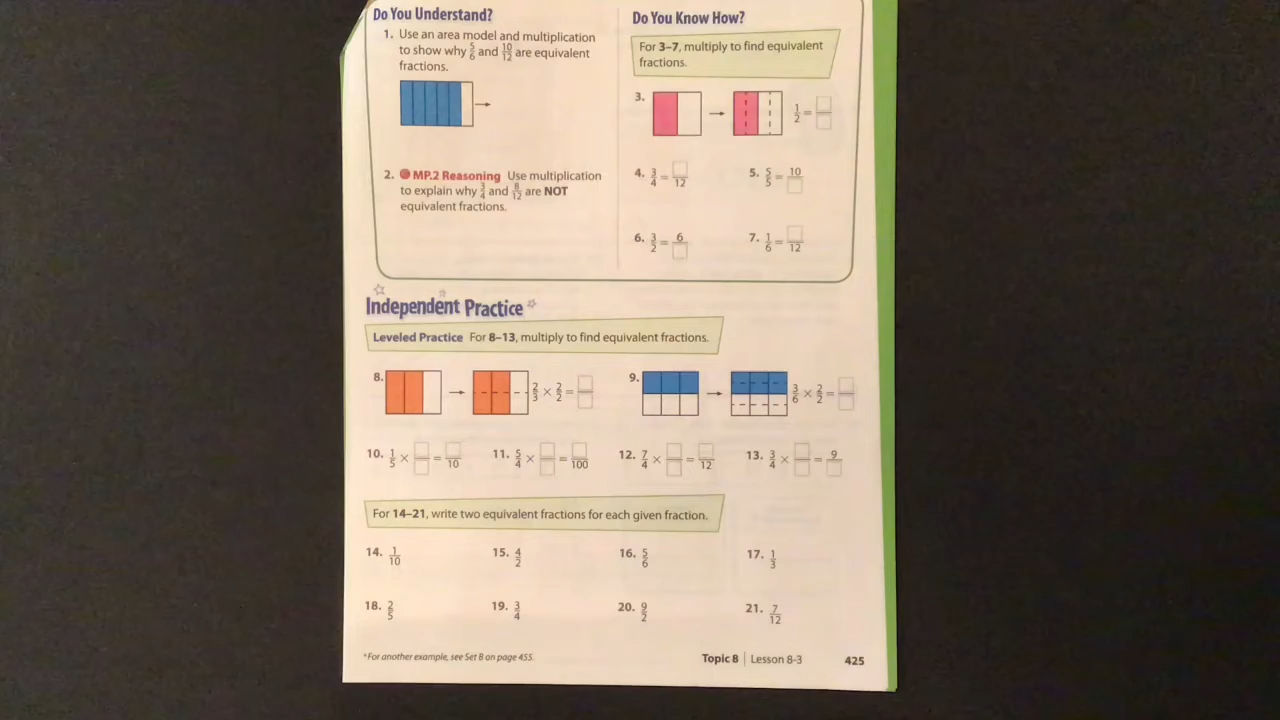 Do You Understand?
1. Use an area model and multiplication
to show why 5/6 and 10/12 are equivalent
fractions.
2. MP.2 Reasoning Use multiplication
to explain why 3/4 and 8/12 are NOT
equivalent fractions.
Do You Know How?
For 3–7, multiply to find equivalent
fractions.
3. 1/2 = □/□
4. 3/4 = □/12 5. 5/5 = 10/□
6. 3/2 = 6/□ 7. 1/6 = □/12
Independent Practice *
Leveled Practice For 8–13, multiply to find equivalent fractions.
8. 2/3 × 2/2 = □/□ 9. 3/6 × 2/2 = □/□
10. 1/5 × □/□ = □/10 11. 5/4 × □/□ = □/100 12. 7/4 × □/□ = □/12 13. 3/4 × □/□ = 9/□
For 14–21, write two equivalent fractions for each given fraction.
14. 1/10 15. 4/2 16. 5/6 17. 1/3
18. 2/5 19. 3/4 20. 9/2 21. 7/12
*For another example, see Set B on page 455.
Topic 8 | Lesson 8-3 425